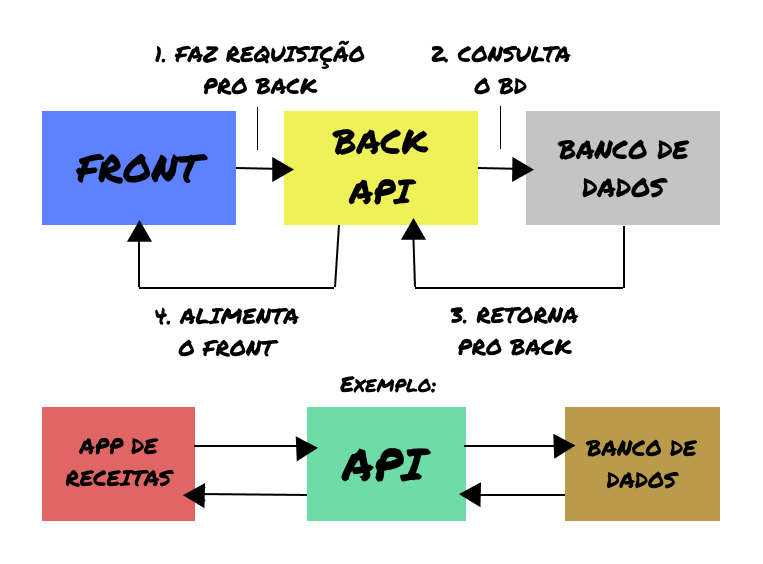 1. FAZ REQUISIÇÃO
PRO BACK
2. CONSULTA
O BD
FRONT
BACK
API
BANCO DE
DADOS
4. ALIMENTA
O FRONT
3. RETORNA
PRO BACK
EXEMPLO:
APP DE
RECEITAS
API
BANCO DE
DADOS